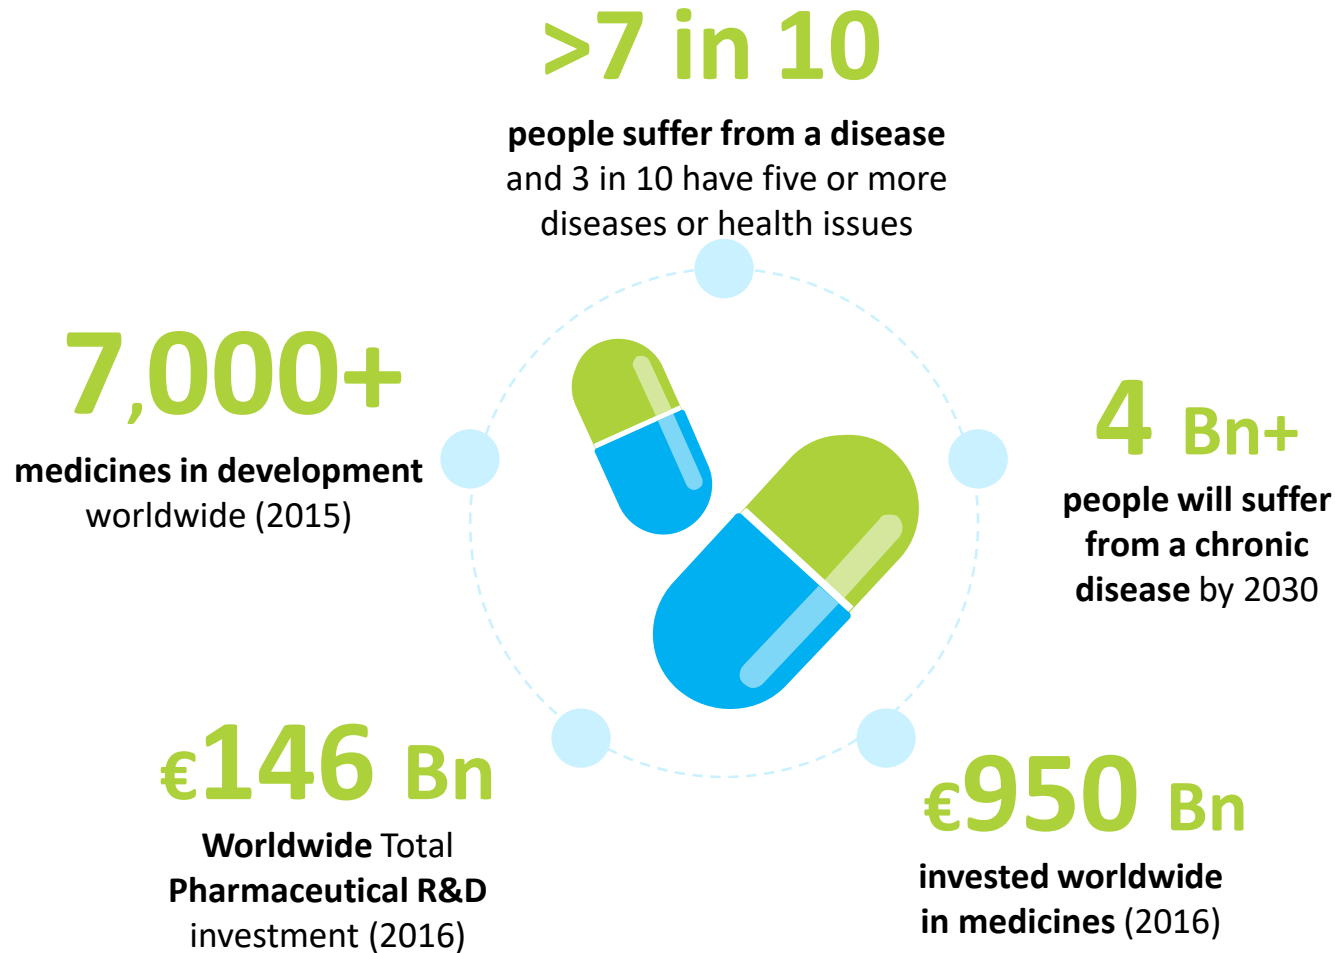 >7 in 10
people suffer from a disease
and 3 in 10 have five or more
diseases or health issues
7,000+
medicines in development
worldwide (2015)
4 Bn+
people will suffer
from a chronic
disease by 2030
€146 Bn
Worldwide Total
Pharmaceutical R&D
investment (2016)
€950 Bn
invested worldwide
in medicines (2016)